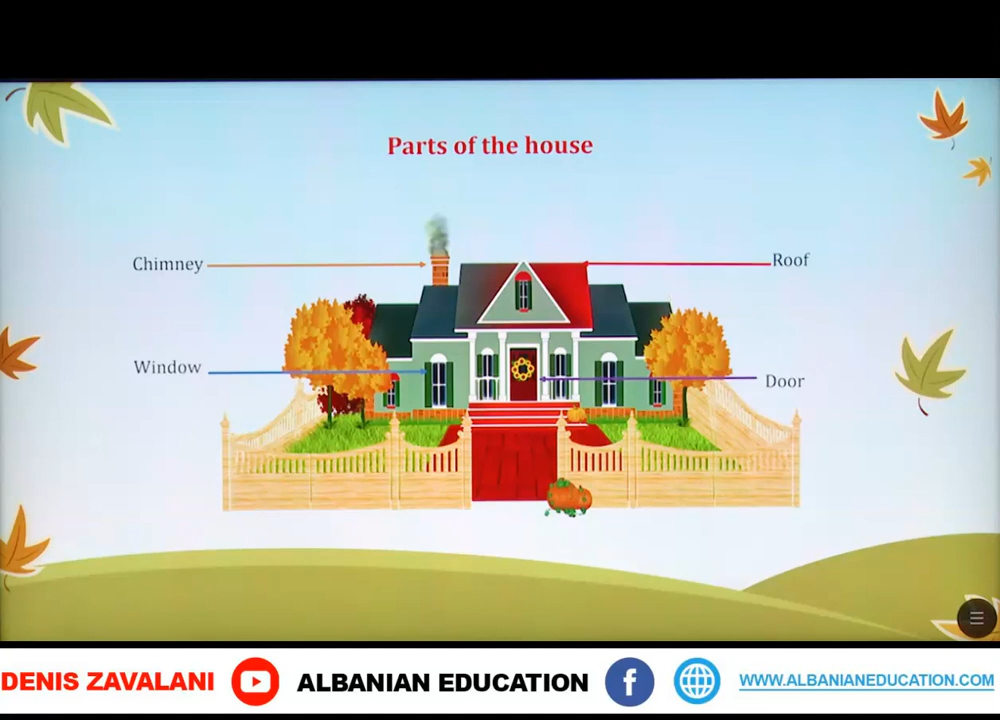 Parts of the house
Chimney
Roof
Window
Door
DENIS ZAVALANI
ALBANIAN EDUCATION
f
WWW.ALBANIANEDUCATION.COM